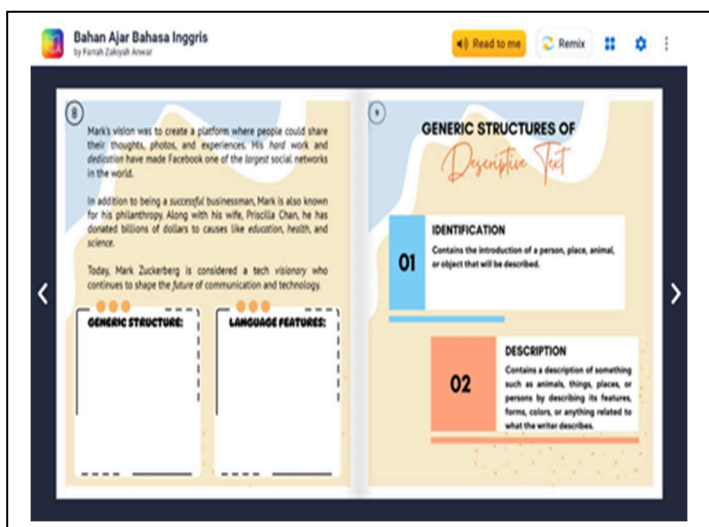 Bahan Ajar Bahasa Inggris
by Farrah Zakiyah Anwar
Read to me
Remix
8
Mark's vision was to create a platform where people could share
their thoughts, photos, and experiences. His hard work and
dedication have made Facebook one of the largest social networks
in the world.
In addition to being a successful businessman, Mark is also known
for his philanthropy. Along with his wife, Priscilla Chan, he has
donated billions of dollars to causes like education, health, and
science.
Today, Mark Zuckerberg is considered a tech visionary who
continues to shape the future of communication and technology.
GENERIC STRUCTURE:
LANGUAGE FEATURES:
9
GENERIC STRUCTURES OF
Descriptive Text
01
IDENTIFICATION
Contains the introduction of a person, place, animal,
or object that will be described.
02
DESCRIPTION
Contains a description of something
such as animals, things, places, or
persons by describing its features,
forms, colors, or anything related to
what the writer describes.